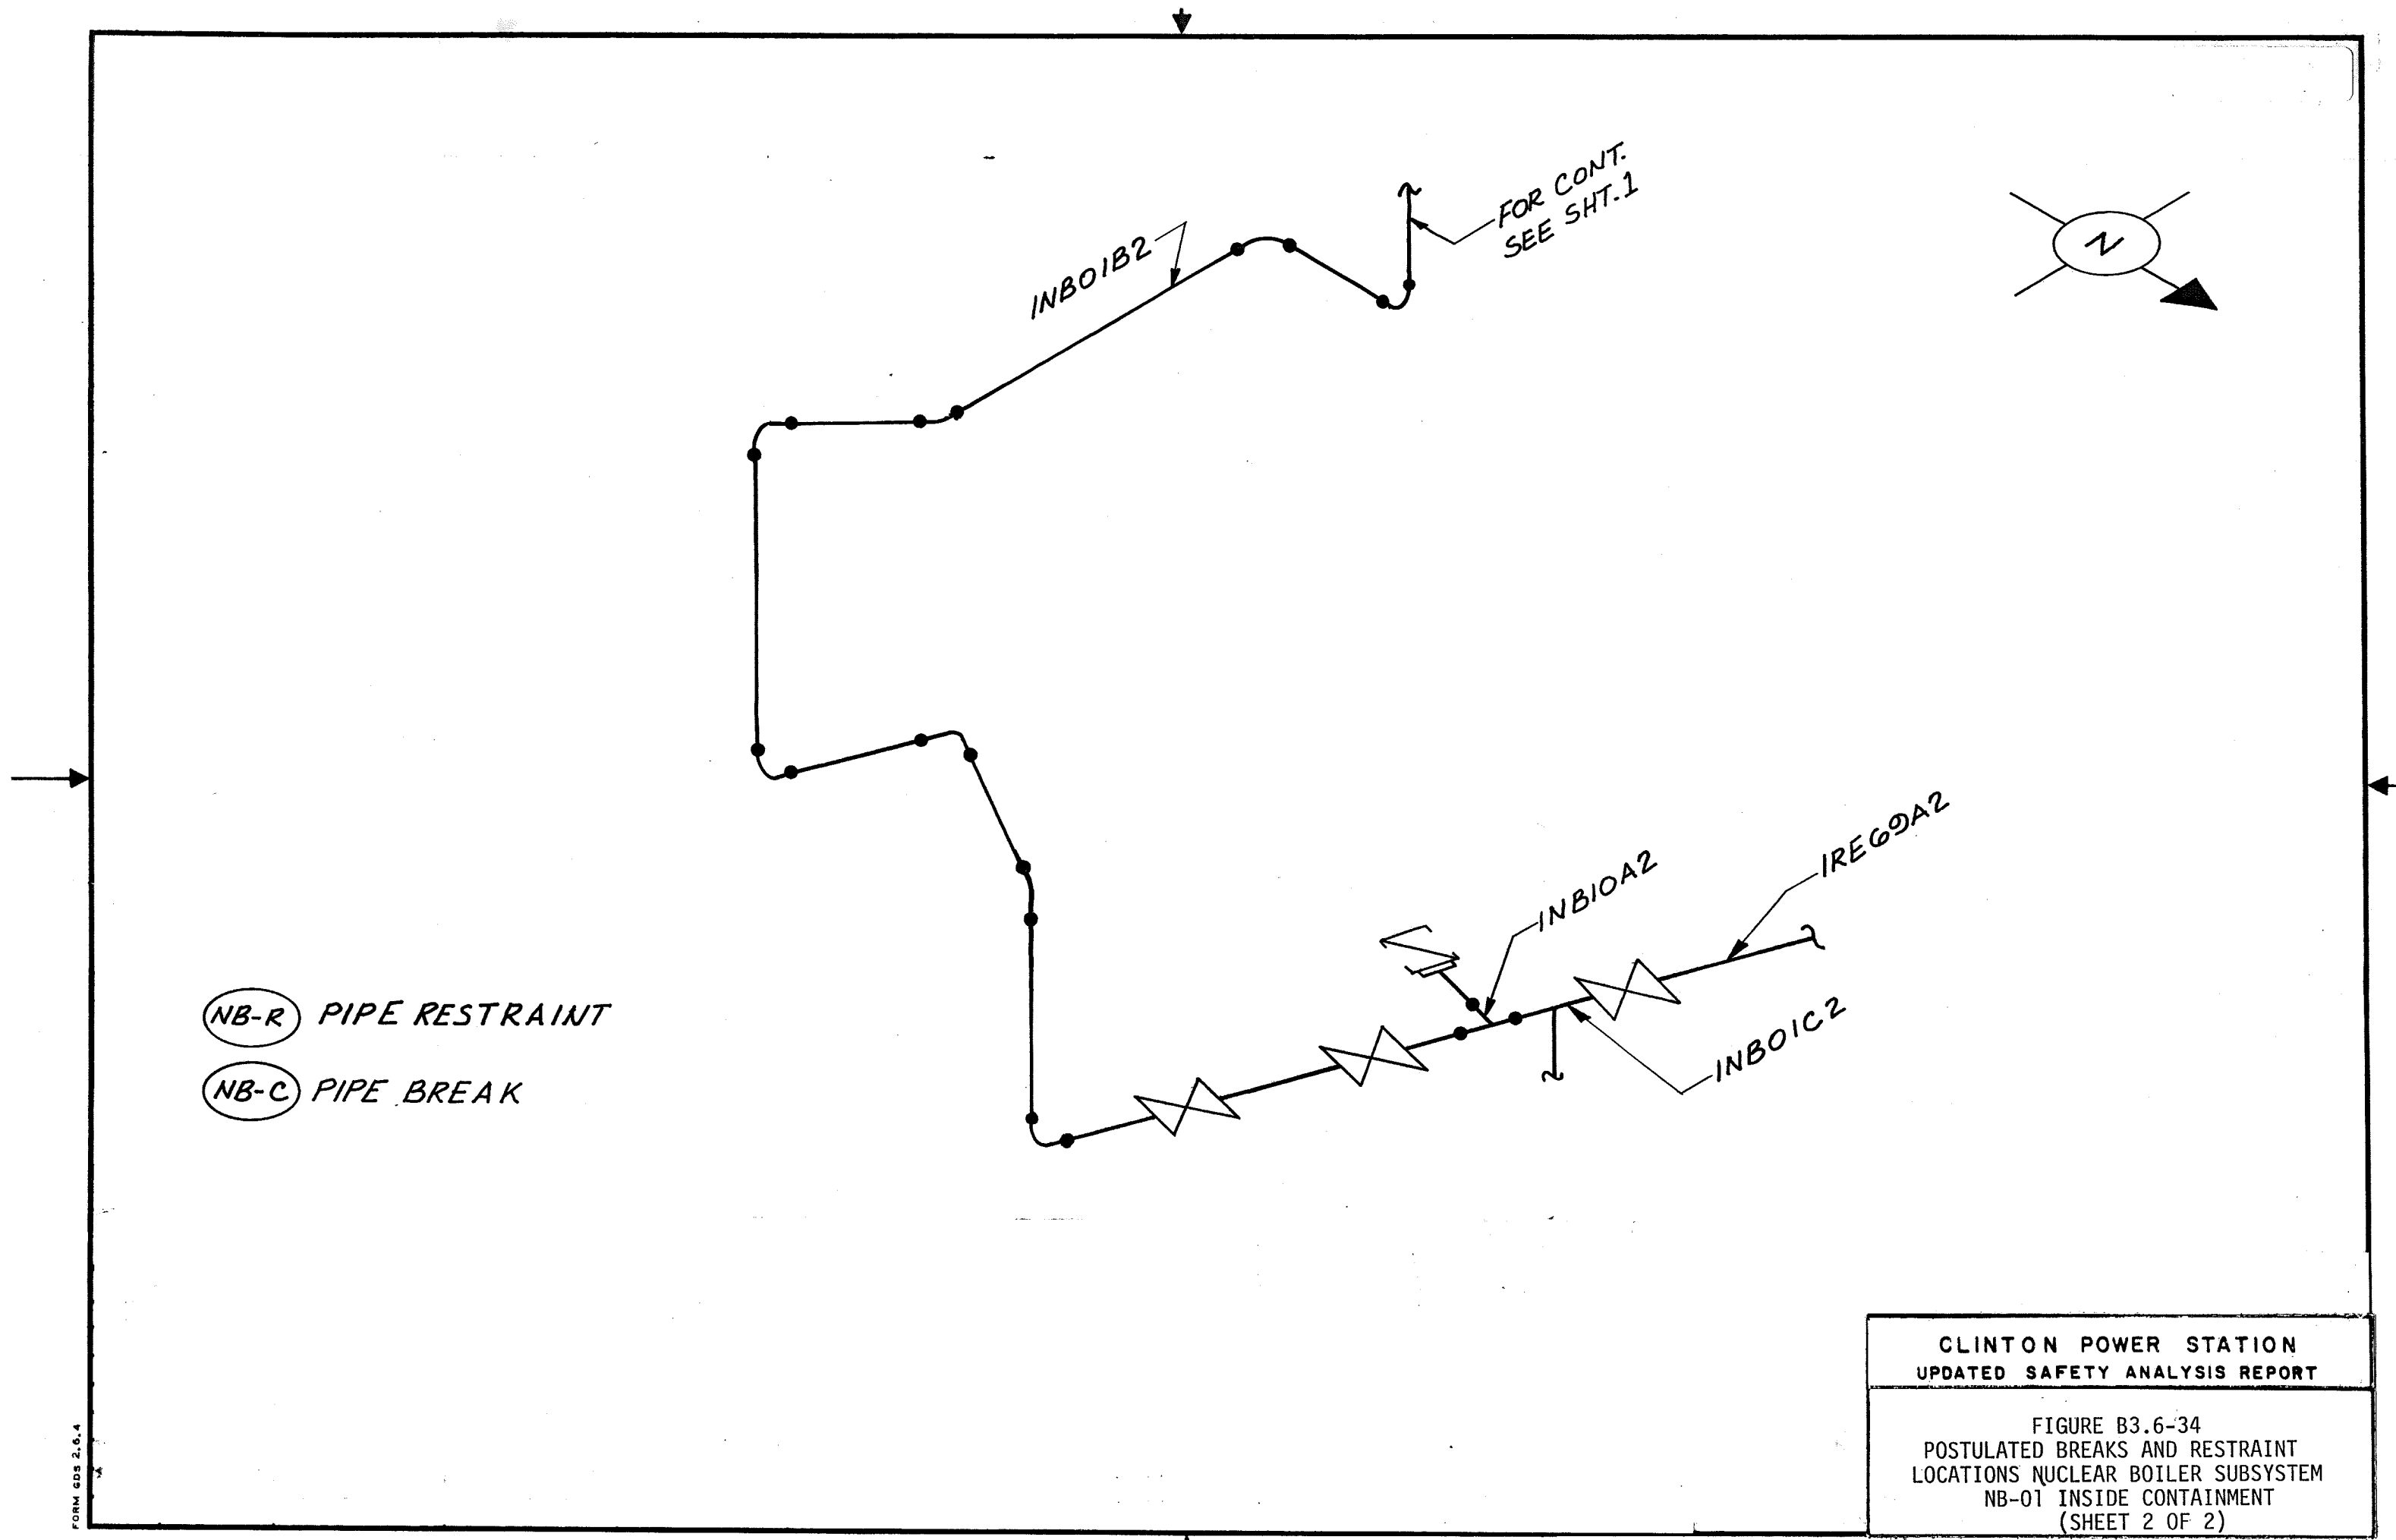 FOR CONT.
SEE SHT.1
1NB01B2
N
1RE69A2
1NB10A2
1NB01C2
NB-R PIPE RESTRAINT
NB-C PIPE BREAK
CLINTON POWER STATION
UPDATED SAFETY ANALYSIS REPORT
FIGURE B3.6-34
POSTULATED BREAKS AND RESTRAINT
LOCATIONS NUCLEAR BOILER SUBSYSTEM
NB-01 INSIDE CONTAINMENT
(SHEET 2 OF 2)
FORM GDS 2.6.4